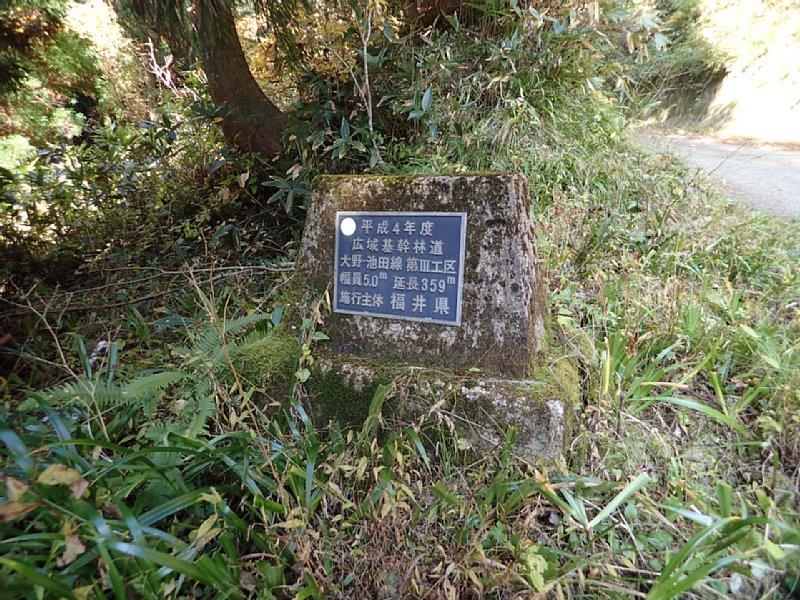 平成4年度
広域基幹林道
大野-池田線 第III工区
幅員5.0m 延長359m
施行主体 福井県